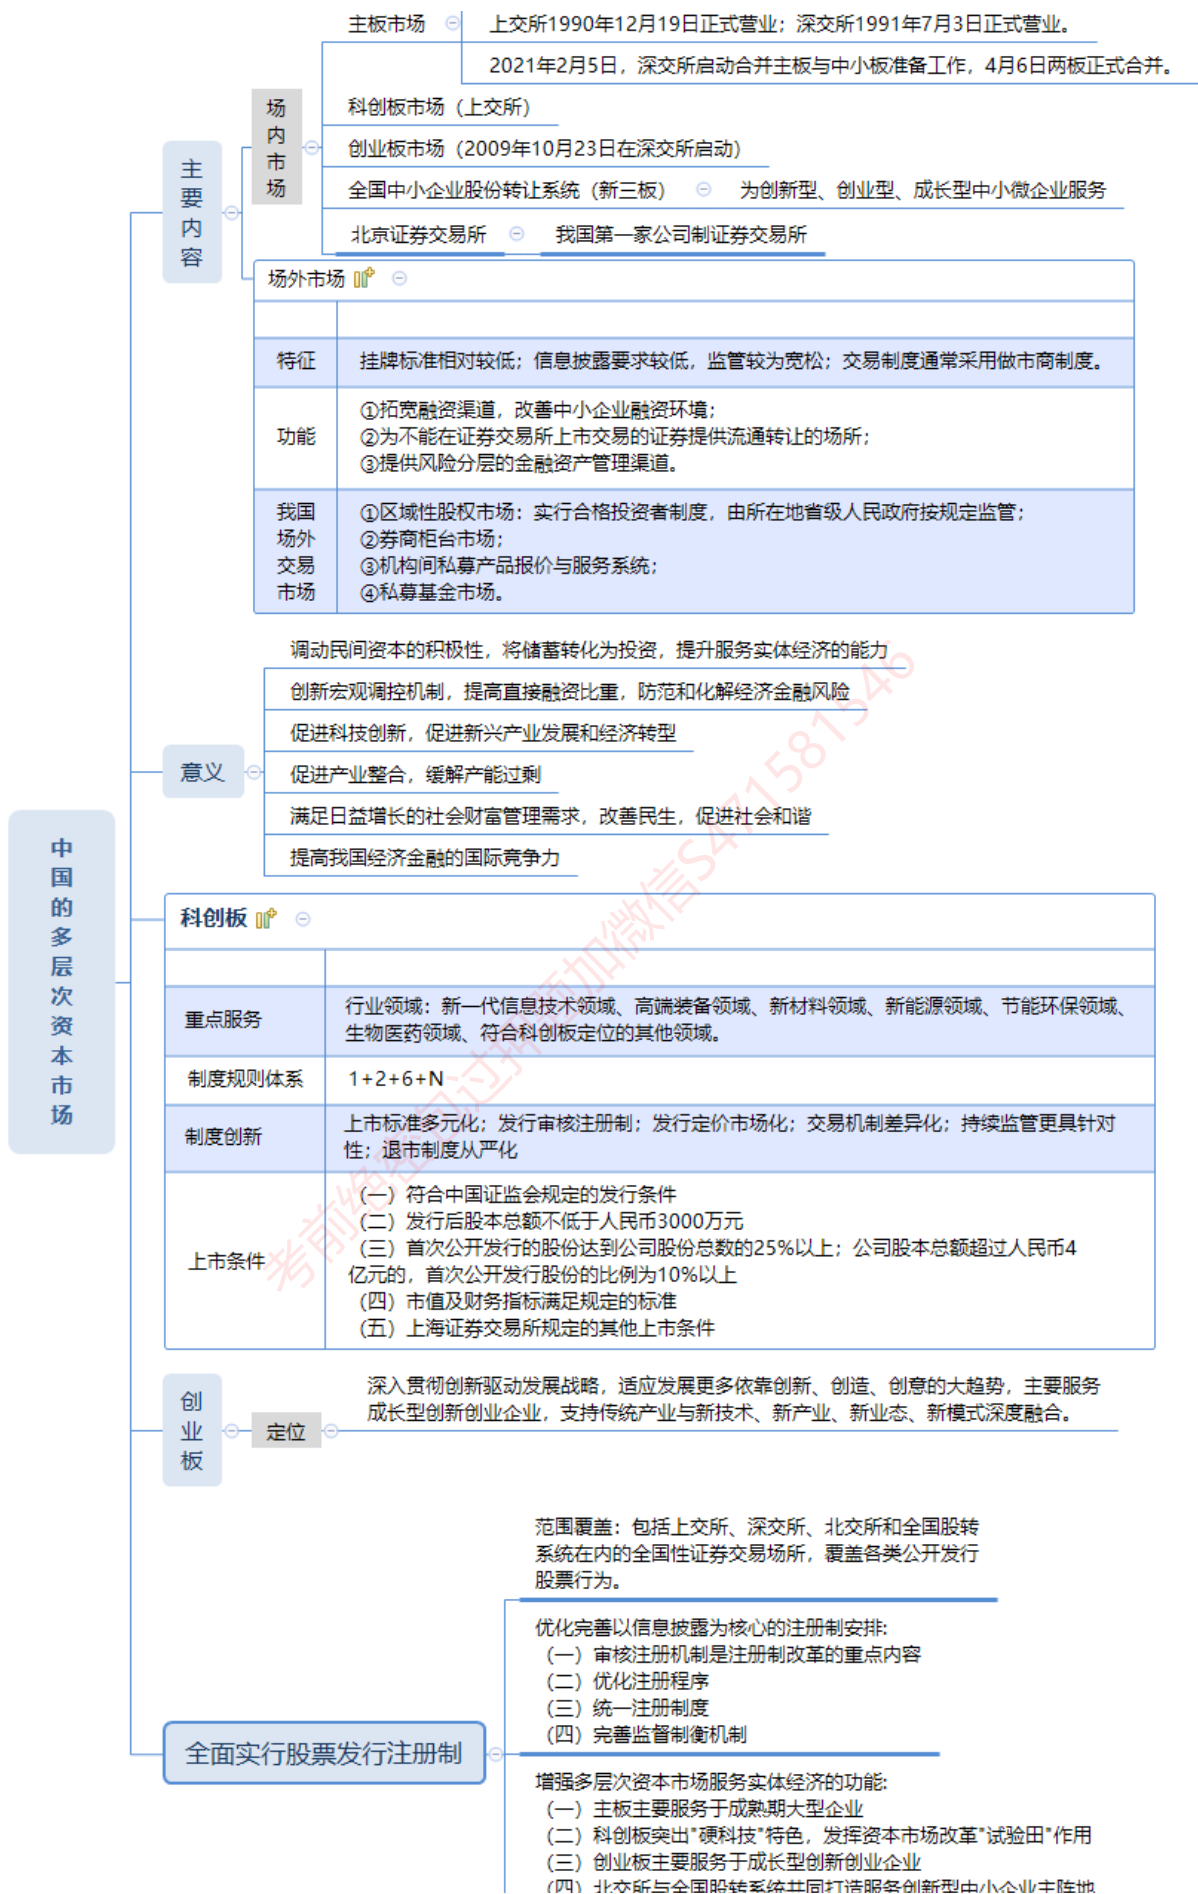 主板市场
上交所1990年12月19日正式营业；深交所1991年7月3日正式营业。
2021年2月5日，深交所启动合并主板与中小板准备工作，4月6日两板正式合并。
场内市场
科创板市场（上交所）
创业板市场（2009年10月23日在深交所启动）
全国中小企业股份转让系统（新三板）
为创新型、创业型、成长型中小微企业服务
主要内容
北京证券交易所
我国第一家公司制证券交易所
场外市场
特征
挂牌标准相对较低；信息披露要求较低，监管较为宽松；交易制度通常采用做市商制度。
功能
①拓宽融资渠道，改善中小企业融资环境；
②为不能在证券交易所上市交易的证券提供流通转让的场所；
③提供风险分层的金融资产管理渠道。
我国
场外
交易
市场
①区域性股权市场：实行合格投资者制度，由所在地省级人民政府按规定监管；
②券商柜台市场；
③机构间私募产品报价与服务系统；
④私募基金市场。
意义
调动民间资本的积极性，将储蓄转化为投资，提升服务实体经济的能力
创新宏观调控机制，提高直接融资比重，防范和化解经济金融风险
促进科技创新，促进新兴产业发展和经济转型
促进产业整合，缓解产能过剩
满足日益增长的社会财富管理需求，改善民生，促进社会和谐
提高我国经济金融的国际竞争力
中国的多层次资本市场
科创板
重点服务
行业领域：新一代信息技术领域、高端装备领域、新材料领域、新能源领域、节能环保领域、
生物医药领域、符合科创板定位的其他领域。
制度规则体系
1+2+6+N
制度创新
上市标准多元化；发行审核注册制；发行定价市场化；交易机制差异化；持续监管更具针对
性；退市制度从严化
上市条件
（一）符合中国证监会规定的发行条件
（二）发行后股本总额不低于人民币3000万元
（三）首次公开发行的股份达到公司股份总数的25%以上；公司股本总额超过人民币4
亿元的，首次公开发行股份的比例为10%以上
（四）市值及财务指标满足规定的标准
（五）上海证券交易所规定的其他上市条件
创业板
定位
深入贯彻创新驱动发展战略，适应发展更多依靠创新、创造、创意的大趋势，主要服务
成长型创新创业企业，支持传统产业与新技术、新产业、新业态、新模式深度融合。
全面实行股票发行注册制
范围覆盖：包括上交所、深交所、北交所和全国股转
系统在内的全国性证券交易场所，覆盖各类公开发行
股票行为。
优化完善以信息披露为核心的注册制安排:
（一）审核注册机制是注册制改革的重点内容
（二）优化注册程序
（三）统一注册制度
（四）完善监督制衡机制
增强多层次资本市场服务实体经济的功能:
（一）主板主要服务于成熟期大型企业
（二）科创板突出"硬科技"特色，发挥资本市场改革"试验田"作用
（三）创业板主要服务于成长型创新创业企业
（四）北交所与全国股转系统共同打造服务创新型中小企业主阵地
考前绝密包过押题加微信S471581546